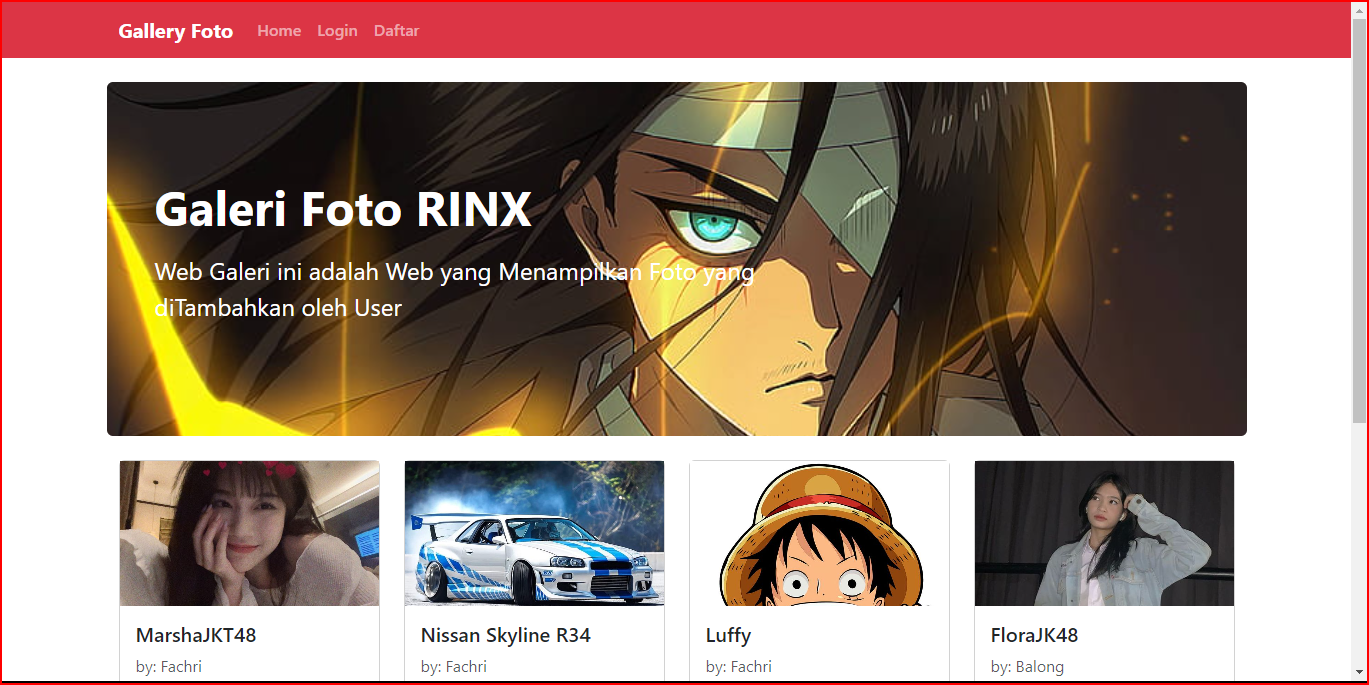 Gallery Foto Home Login Daftar
Galeri Foto RINX
Web Galeri ini adalah Web yang Menampilkan Foto yang
diTambahkan oleh User
MarshaJKT48
by: Fachri
Nissan Skyline R34
by: Fachri
Luffy
by: Fachri
FloraJK48
by: Balong